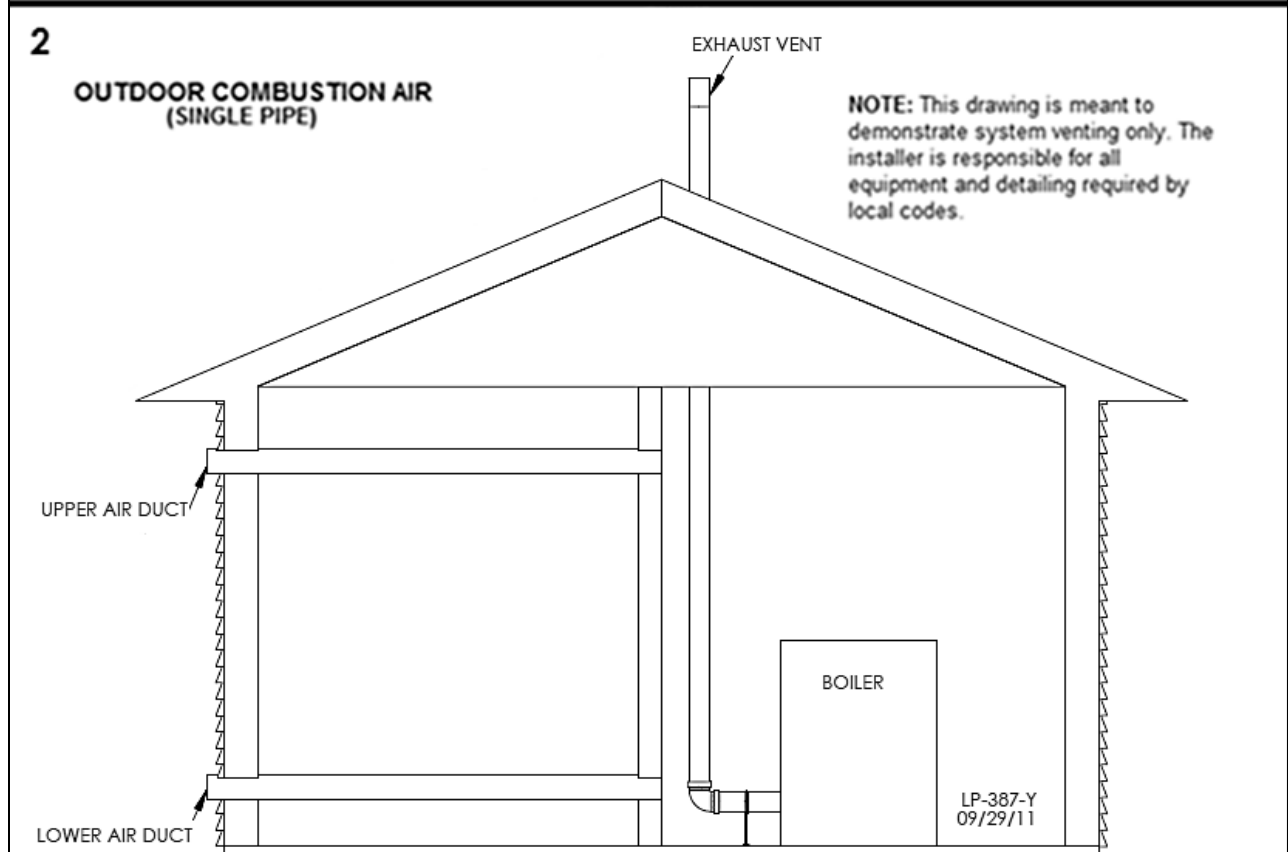 2
OUTDOOR COMBUSTION AIR
(SINGLE PIPE)
EXHAUST VENT
NOTE: This drawing is meant to
demonstrate system venting only. The
installer is responsible for all
equipment and detailing required by
local codes.
UPPER AIR DUCT
BOILER
LP-387-Y
09/29/11
LOWER AIR DUCT